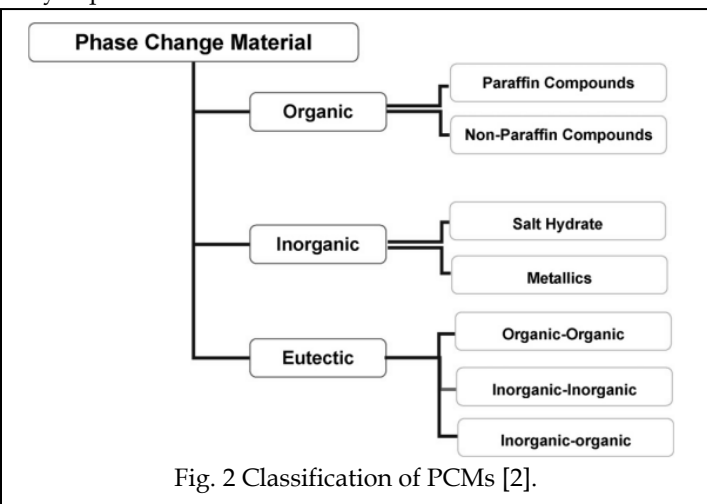 Phase Change Material
Organic
Paraffin Compounds
Non-Paraffin Compounds
Inorganic
Salt Hydrate
Metallics
Eutectic
Organic-Organic
Inorganic-Inorganic
Inorganic-organic
Fig. 2 Classification of PCMs [2].